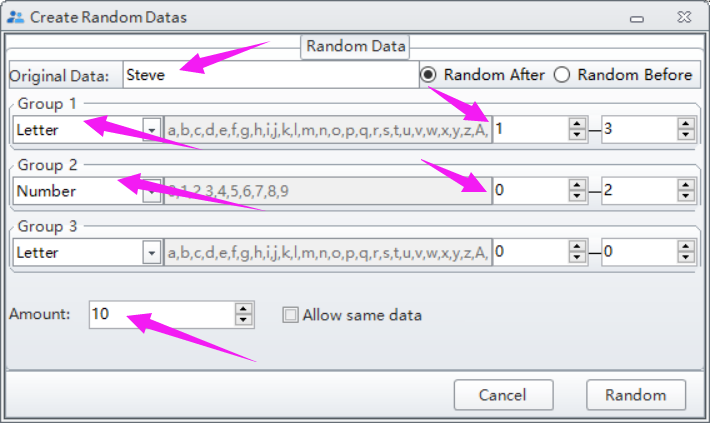 Create Random Datas
Random Data
Original Data: Steve Random After Random Before
Group 1
Letter a,b,c,d,e,f,g,h,i,j,k,l,m,n,o,p,q,r,s,t,u,v,w,x,y,z,A, 1 — 3
Group 2
Number 0,1,2,3,4,5,6,7,8,9 0 — 2
Group 3
Letter a,b,c,d,e,f,g,h,i,j,k,l,m,n,o,p,q,r,s,t,u,v,w,x,y,z,A, 0 — 0
Amount: 10 Allow same data
Cancel Random